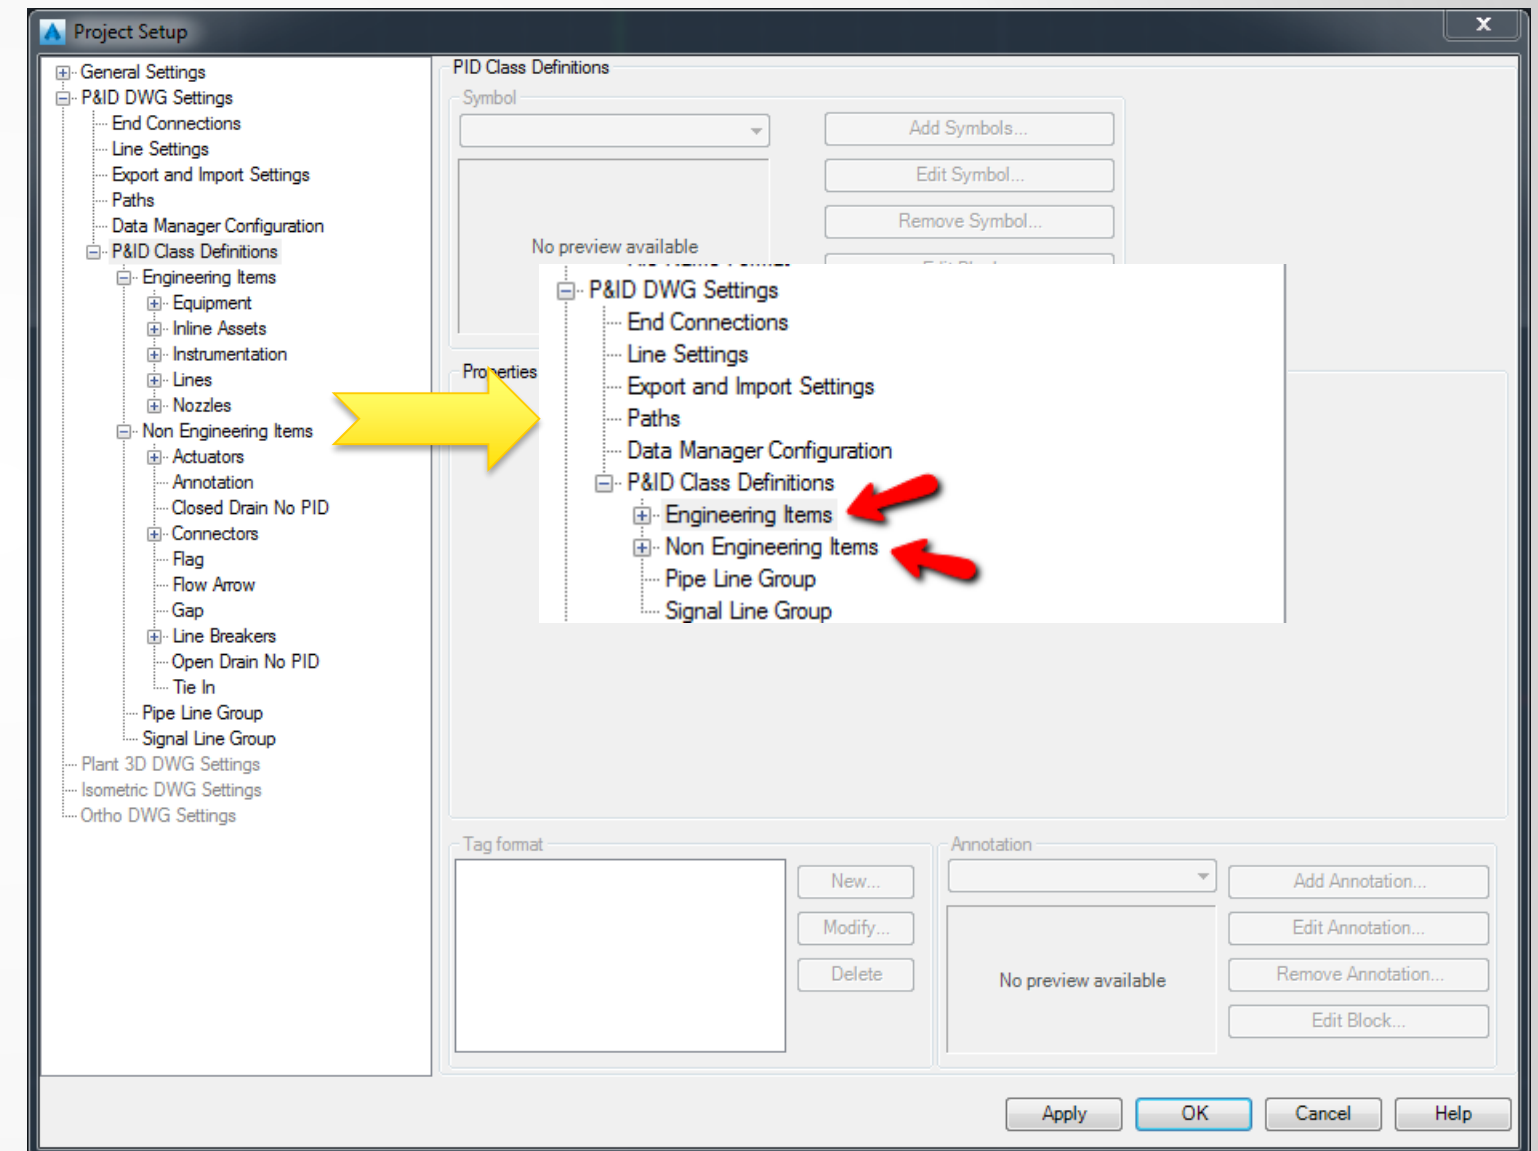 Project Setup
x
General Settings
P&ID DWG Settings
End Connections
Line Settings
Export and Import Settings
Paths
Data Manager Configuration
P&ID Class Definitions
Engineering Items
Equipment
Inline Assets
Instrumentation
Lines
Nozzles
Non Engineering Items
Actuators
Annotation
Closed Drain No PID
Connectors
Flag
Flow Arrow
Gap
Line Breakers
Open Drain No PID
Tie In
Pipe Line Group
Signal Line Group
Plant 3D DWG Settings
Isometric DWG Settings
Ortho DWG Settings
PID Class Definitions
Symbol
Add Symbols...
Edit Symbol...
Remove Symbol...
No preview available
Properties
P&ID DWG Settings
End Connections
Line Settings
Export and Import Settings
Paths
Data Manager Configuration
P&ID Class Definitions
Engineering Items
Non Engineering Items
Pipe Line Group
Signal Line Group
Tag format
New...
Modify...
Delete
Annotation
No preview available
Add Annotation...
Edit Annotation...
Remove Annotation...
Edit Block...
Apply
OK
Cancel
Help